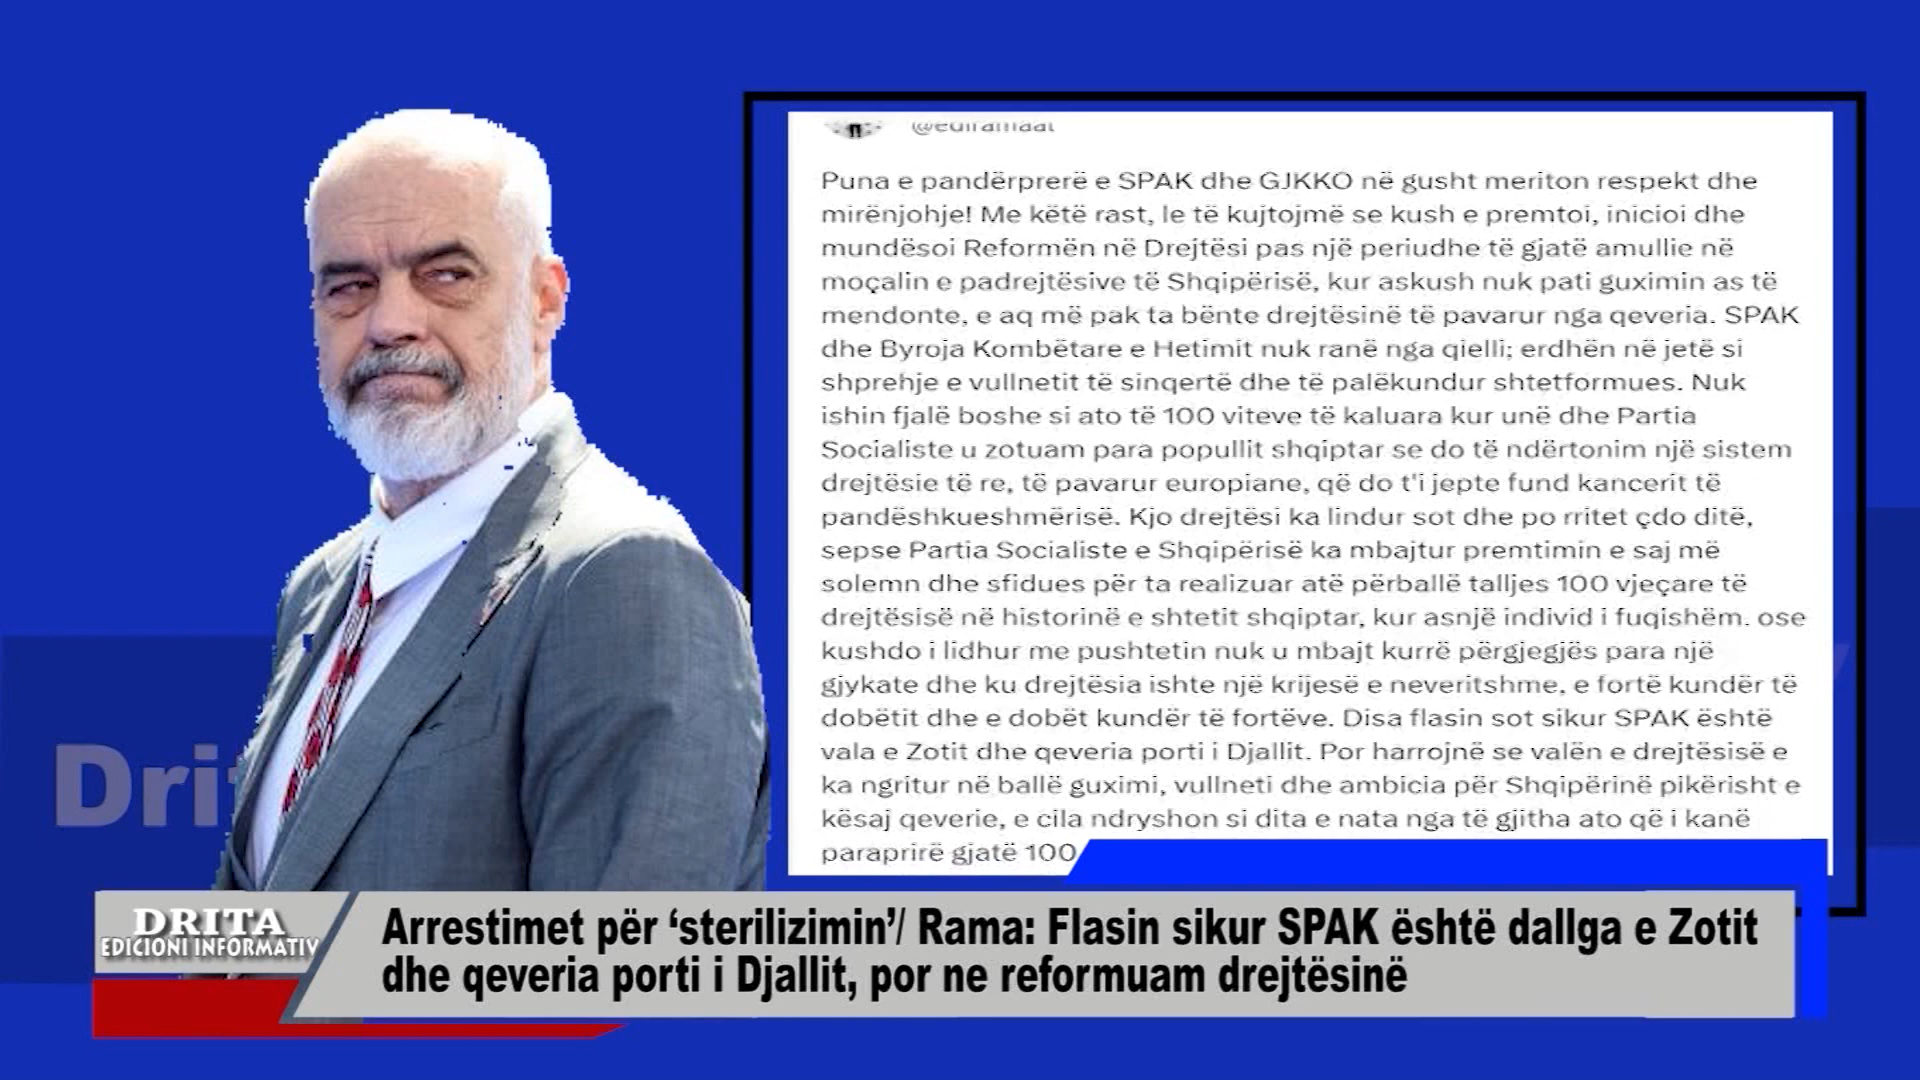 @ediramaal
Puna e pandërprerë e SPAK dhe GJKKO në gusht meriton respekt dhe
mirënjohje! Me këtë rast, le të kujtojmë se kush e premtoi, inicioi dhe
mundësoi Reformën në Drejtësi pas një periudhe të gjatë amullie në
moçalin e padrejtësive të Shqipërisë, kur askush nuk pati guximin as të
mendonte, e aq më pak ta bënte drejtësinë të pavarur nga qeveria. SPAK
dhe Byroja Kombëtare e Hetimit nuk ranë nga qielli; erdhën në jetë si
shprehje e vullnetit të sinqertë dhe të palëkundur shtetformues. Nuk
ishin fjalë boshe si ato të 100 viteve të kaluara kur unë dhe Partia
Socialiste u zotuam para popullit shqiptar se do të ndërtonim një sistem
drejtësie të re, të pavarur europiane, që do t'i jepte fund kancerit të
pandëshkueshmërisë. Kjo drejtësi ka lindur sot dhe po rritet çdo ditë,
sepse Partia Socialiste e Shqipërisë ka mbajtur premtimin e saj më
solemn dhe sfidues për ta realizuar atë përballë talljes 100 vjeçare të
drejtësisë në historinë e shtetit shqiptar, kur asnjë individ i fuqishëm. ose
kushdo i lidhur me pushtetin nuk u mbajt kurrë përgjegjës para një
gjykate dhe ku drejtësia ishte një krijesë e neveritshme, e fortë kundër të
dobëtit dhe e dobët kundër të fortëve. Disa flasin sot sikur SPAK është
vala e Zotit dhe qeveria porti i Djallit. Por harrojnë se valën e drejtësisë e
ka ngritur në ballë guximi, vullneti dhe ambicia për Shqipërinë pikërisht e
kësaj qeverie, e cila ndryshon si dita e nata nga të gjitha ato që i kanë
paraprirë gjatë 100
Drit
DRITA
EDICIONI INFORMATIV
Arrestimet për ‘sterilizimin’/ Rama: Flasin sikur SPAK është dallga e Zotit
dhe qeveria porti i Djallit, por ne reformuam drejtësinë